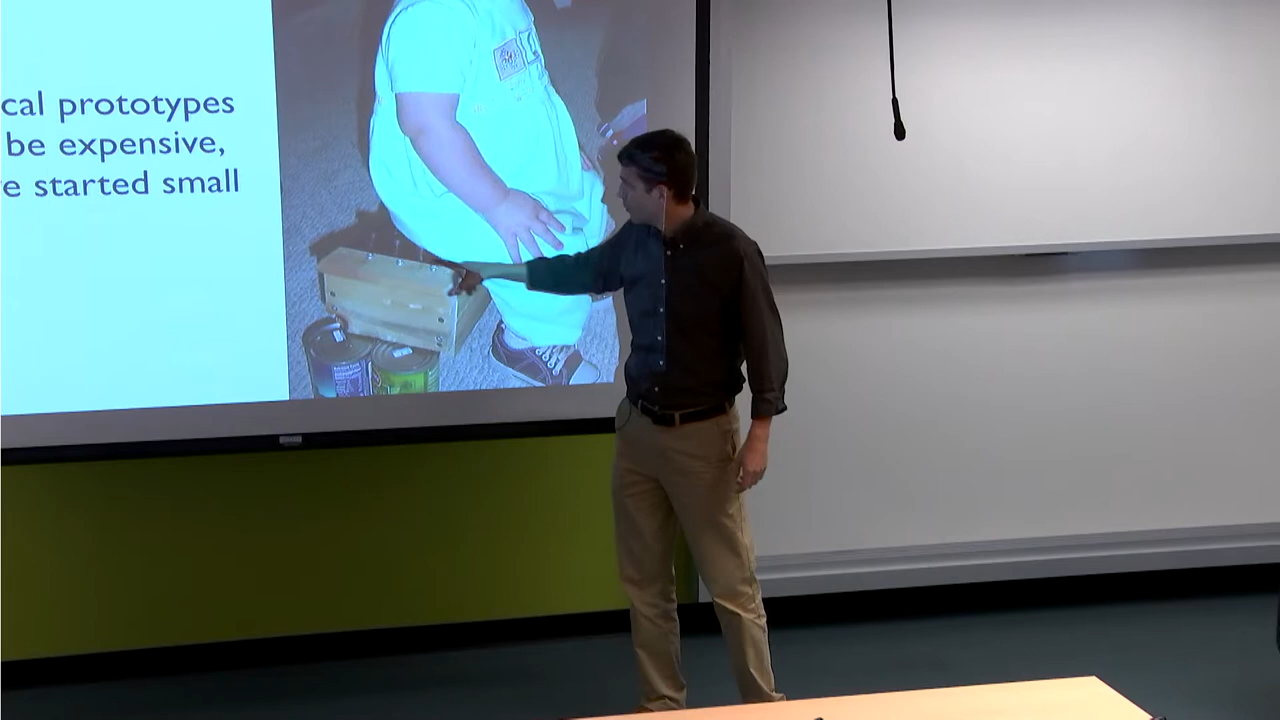 cal prototypes
be expensive,
e started small